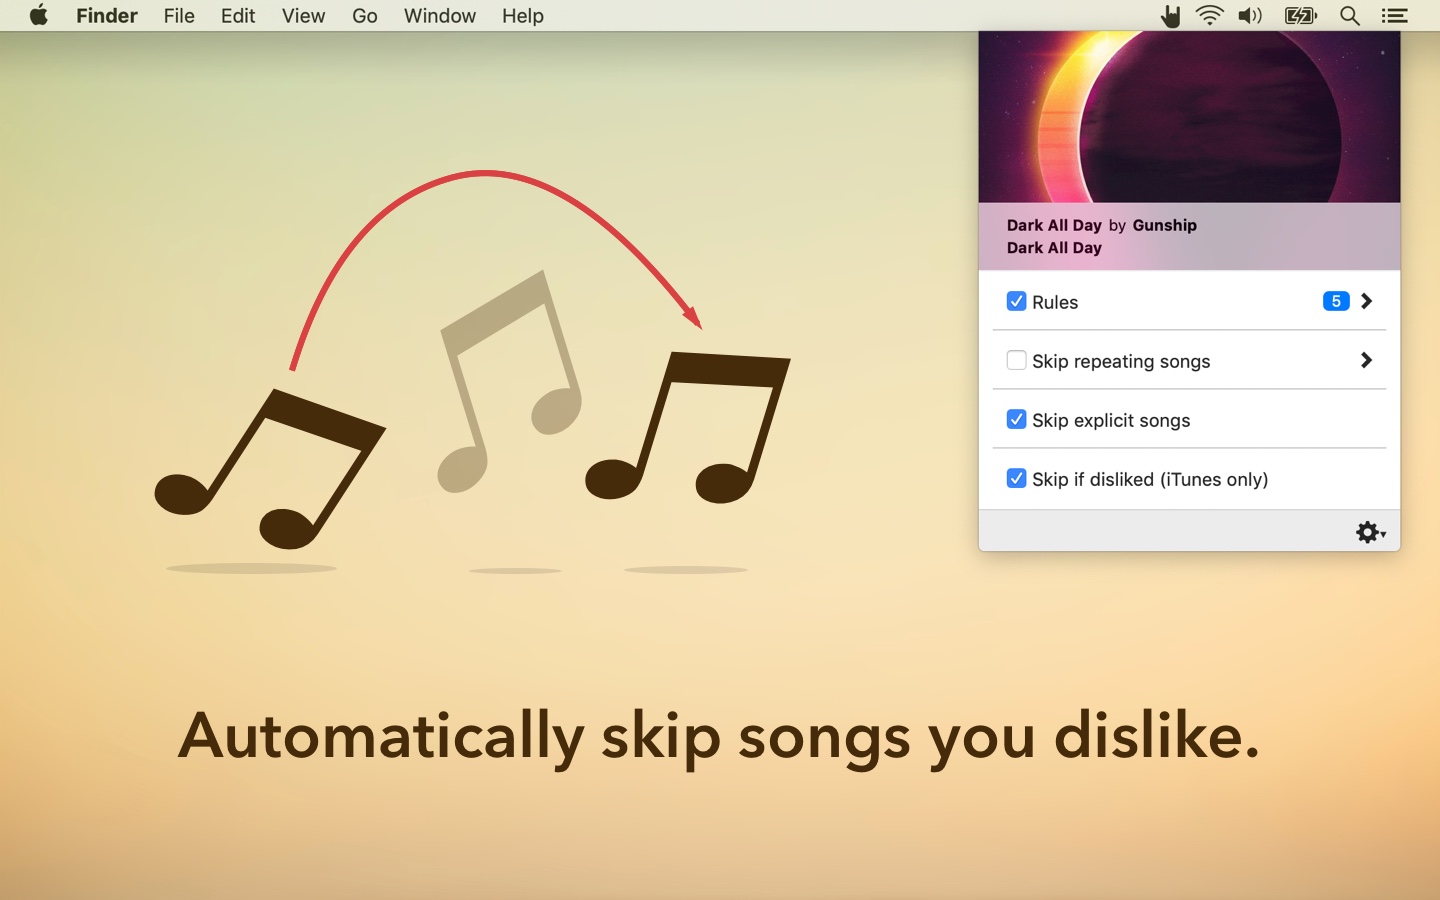 Finder File Edit View Go Window Help
Dark All Day by Gunship
Dark All Day
Rules 5
Skip repeating songs
Skip explicit songs
Skip if disliked (iTunes only)
Automatically skip songs you dislike.